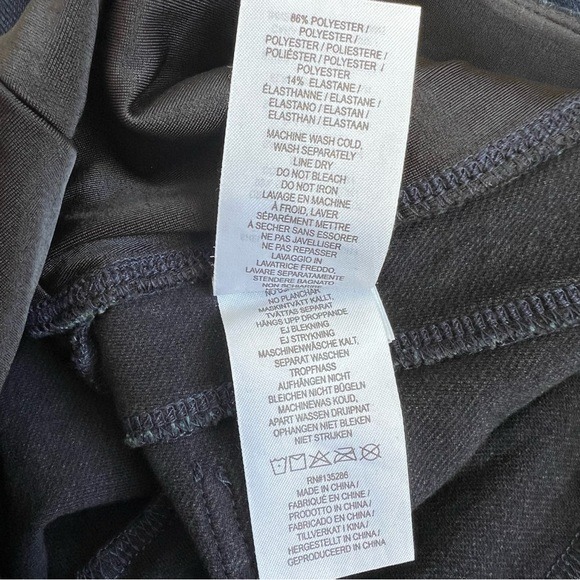 86% POLYESTER /
POLYESTER /
POLYESTER / POLIESTERE /
POLIÉSTER / POLYESTER /
POLYESTER
14% ELASTANE /
ÉLASTHANNE / ELASTANE /
ELASTANO / ELASTAN /
ELASTHAN / ELASTAAN
MACHINE WASH COLD,
WASH SEPARATELY
LINE DRY
DO NOT BLEACH
DO NOT IRON
LAVAGE EN MACHINE
À FROID, LAVER
SÉPARÉMENT METTRE
À SECHER SANS ESSORER
NE PAS JAVELLISER
NE PAS REPASSER
LAVAGGIO IN
LAVATRICE FREDDO,
LAVARE SEPARATAMENTE
STENDERE BAGNATO
NO PLANCHAR
MASKINTVÄTT KALLT,
TVÄTTAS SEPARAT
HÄNGS UPP DROPPANDE
EJ BLEKNING
EJ STRYKNING
MASCHINENWÄSCHE KALT,
SEPARAT WASCHEN
TROPFNASS
AUFHÄNGEN NICHT
BLEICHEN NICHT BÜGELN
MACHINEWAS KOUD,
APART WASSEN DRUIPNAT
OPHANGEN NIET BLEKEN
NIET STRIJKEN
RN#135286
MADE IN CHINA /
FABRIQUÉ EN CHINE /
PRODOTTO IN CHINA /
FABRICADO EN CHINA /
TILLVERKAT I KINA /
HERGESTELLT IN CHINA /
GEPRODUCEERD IN CHINA